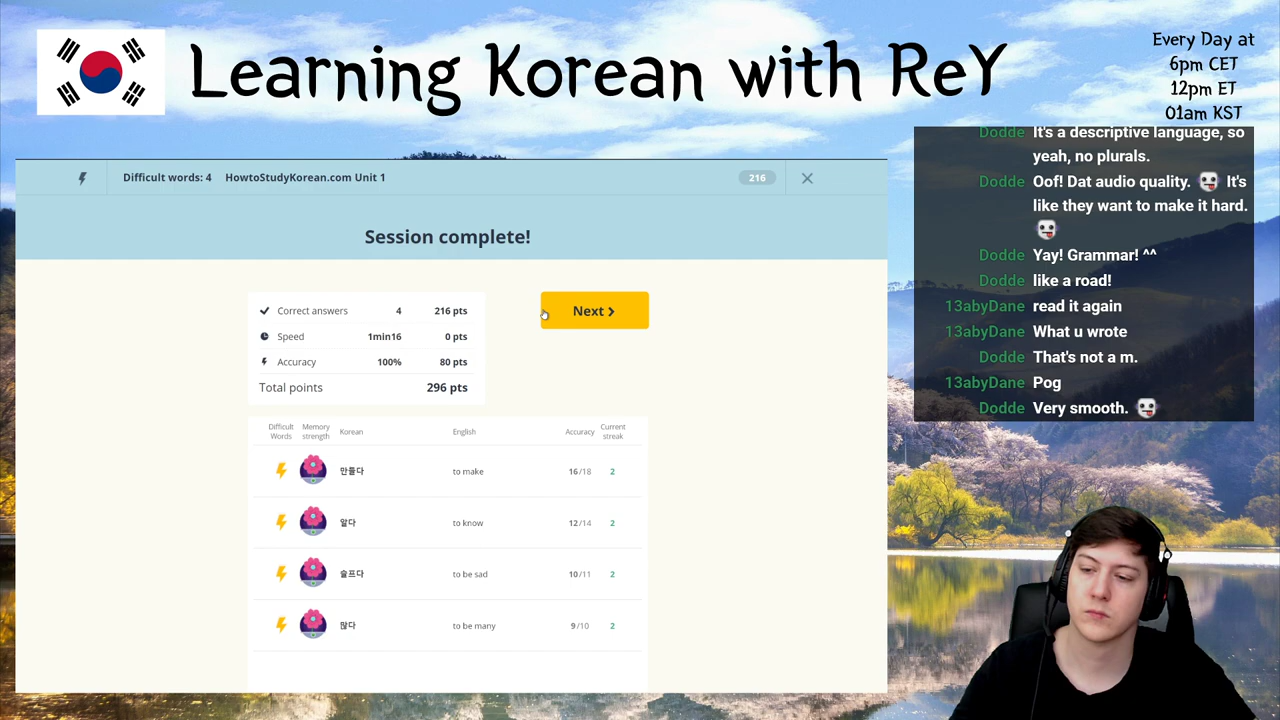 Learning Korean with ReY
Every Day at
6pm CET
12pm ET
01am KST
Difficult words: 4 HowtoStudyKorean.com Unit 1
216
Session complete!
Correct answers 4 216 pts
Speed 1min16 0 pts
Accuracy 100% 80 pts
Total points 296 pts
Next
Difficult Memory Korean English Accuracy Current
Words strength streak
만들다 to make 16/18 2
알다 to know 12/14 2
슬프다 to be sad 10/11 2
많다 to be many 9/10 2
Dodde It's a descriptive language, so
yeah, no plurals.
Dodde Oof! Dat audio quality. It's
like they want to make it hard.
Dodde Yay! Grammar! ^^
Dodde like a road!
13abyDane read it again
13abyDane What u wrote
Dodde That's not a m.
13abyDane Pog
Dodde Very smooth.